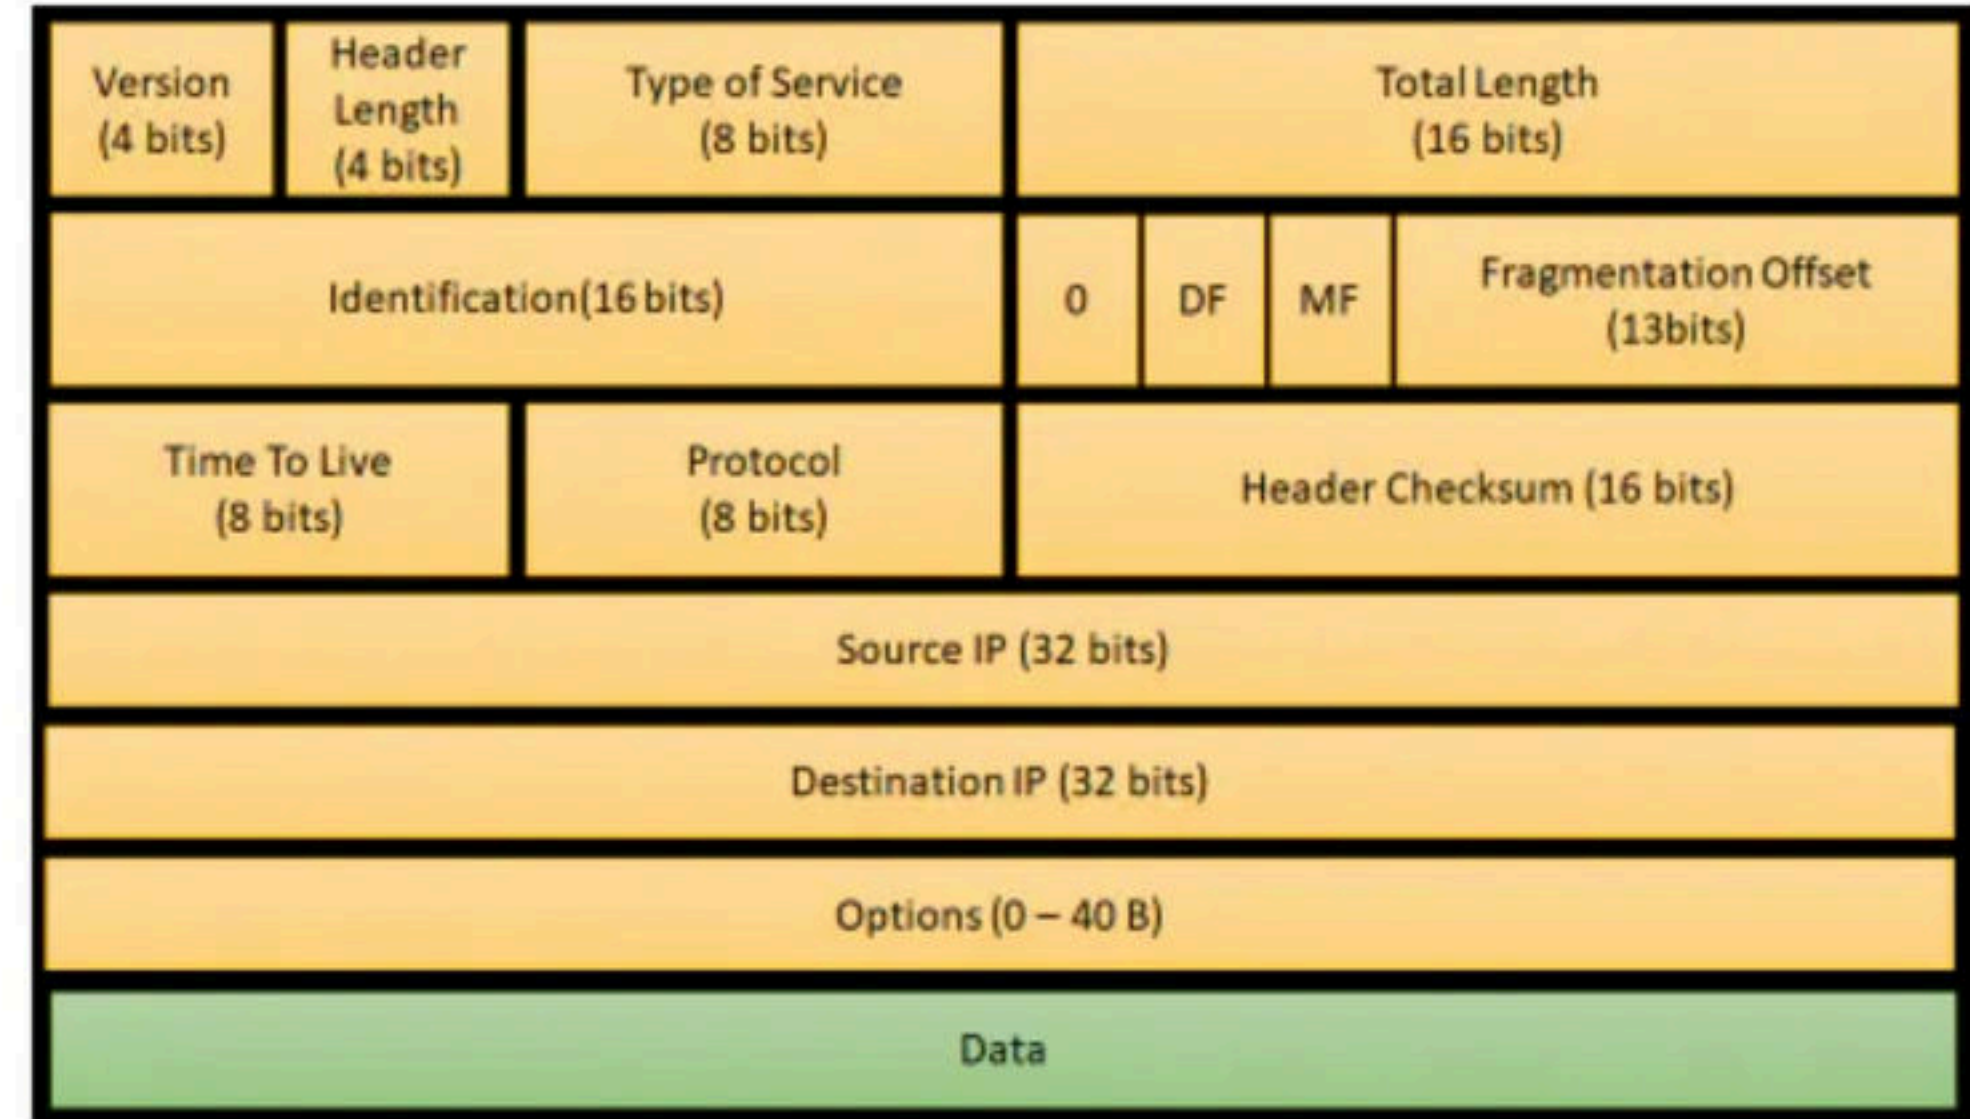 Version
(4 bits)
Header
Length
(4 bits)
Type of Service
(8 bits)
Total Length
(16 bits)
Identification(16 bits)
0
DF
MF
Fragmentation Offset
(13bits)
Time To Live
(8 bits)
Protocol
(8 bits)
Header Checksum (16 bits)
Source IP (32 bits)
Destination IP (32 bits)
Options (0 – 40 B)
Data